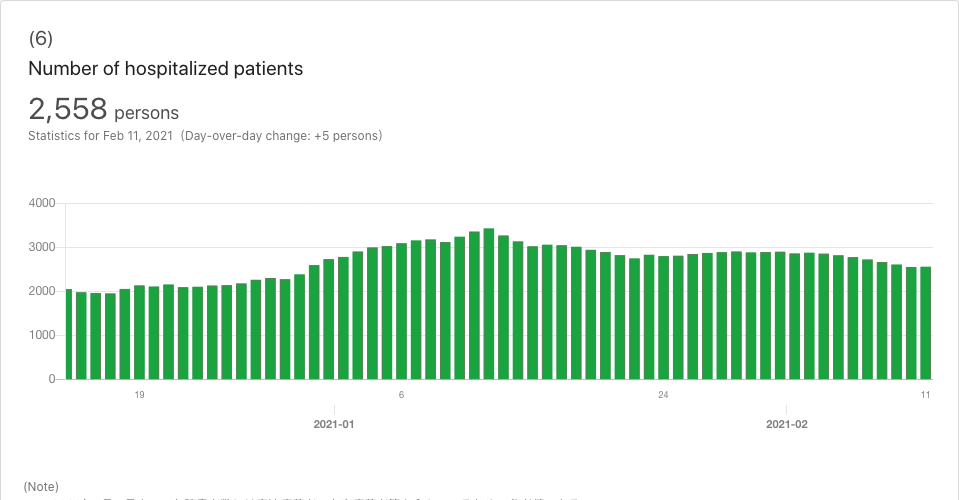 (6)
Number of hospitalized patients
2,558 persons
Statistics for Feb 11, 2021 (Day-over-day change: +5 persons)
4000
3000
2000
1000
0
19 6 24 11
2021-01 2021-02
(Note)